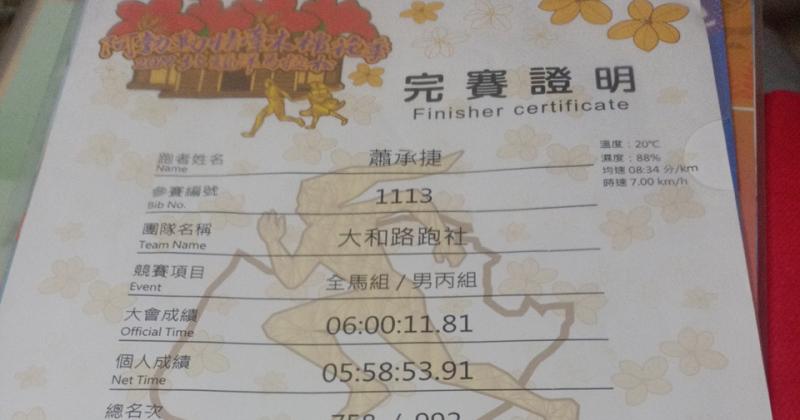 完賽證明
Finisher certificate
溫度：20℃
濕度：88%
均速 08:34 分/km
時速 7.00 km/h
跑者姓名 蕭承捷
Name
參賽編號 1113
Bib No.
團隊名稱 大和路跑社
Team Name
競賽項目 全馬組 / 男丙組
Event
大會成績 06:00:11.81
Official Time
個人成績 05:58:53.91
Net Time
總名次